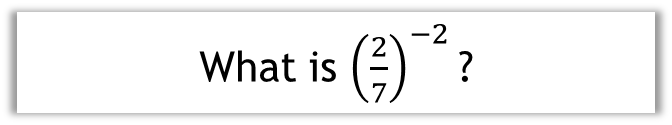 What is (2/7)⁻² ?